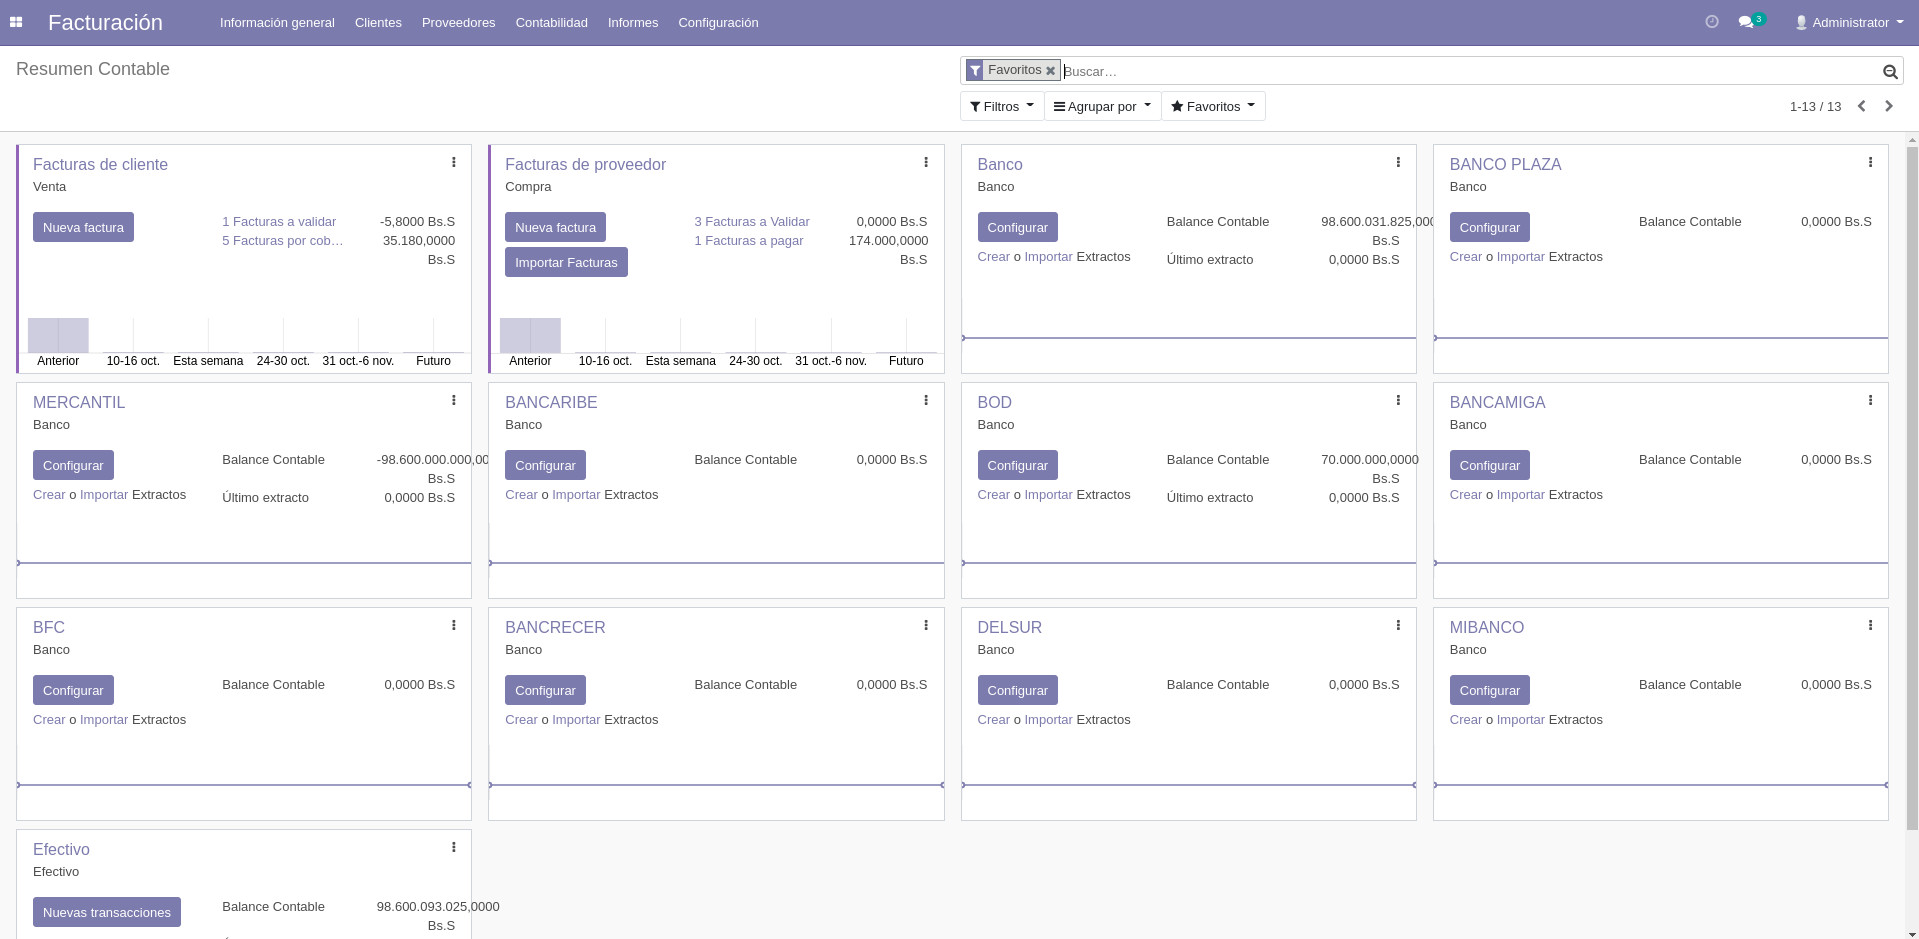 Facturación
Información general Clientes Proveedores Contabilidad Informes Configuración
3 Administrator
Resumen Contable
Favoritos Buscar…
Filtros Agrupar por Favoritos
1-13 / 13
Facturas de cliente
Venta
Nueva factura
1 Facturas a validar -5,8000 Bs.S
5 Facturas por cob… 35.180,0000
Bs.S
Anterior 10-16 oct. Esta semana 24-30 oct. 31 oct.-6 nov. Futuro
Facturas de proveedor
Compra
Nueva factura
Importar Facturas
3 Facturas a Validar 0,0000 Bs.S
1 Facturas a pagar 174.000,0000
Bs.S
Anterior 10-16 oct. Esta semana 24-30 oct. 31 oct.-6 nov. Futuro
Banco
Banco
Configurar
Crear o Importar Extractos
Balance Contable 98.600.031.825,000
Bs.S
Último extracto 0,0000 Bs.S
BANCO PLAZA
Banco
Configurar
Crear o Importar Extractos
Balance Contable 0,0000 Bs.S
MERCANTIL
Banco
Configurar
Crear o Importar Extractos
Balance Contable -98.600.000.000,00
Bs.S
Último extracto 0,0000 Bs.S
BANCARIBE
Banco
Configurar
Crear o Importar Extractos
Balance Contable 0,0000 Bs.S
BOD
Banco
Configurar
Crear o Importar Extractos
Balance Contable 70.000.000,0000
Bs.S
Último extracto 0,0000 Bs.S
BANCAMIGA
Banco
Configurar
Crear o Importar Extractos
Balance Contable 0,0000 Bs.S
BFC
Banco
Configurar
Crear o Importar Extractos
Balance Contable 0,0000 Bs.S
BANCRECER
Banco
Configurar
Crear o Importar Extractos
Balance Contable 0,0000 Bs.S
DELSUR
Banco
Configurar
Crear o Importar Extractos
Balance Contable 0,0000 Bs.S
MIBANCO
Banco
Configurar
Crear o Importar Extractos
Balance Contable 0,0000 Bs.S
Efectivo
Efectivo
Nuevas transacciones
Balance Contable 98.600.093.025,0000
Bs.S